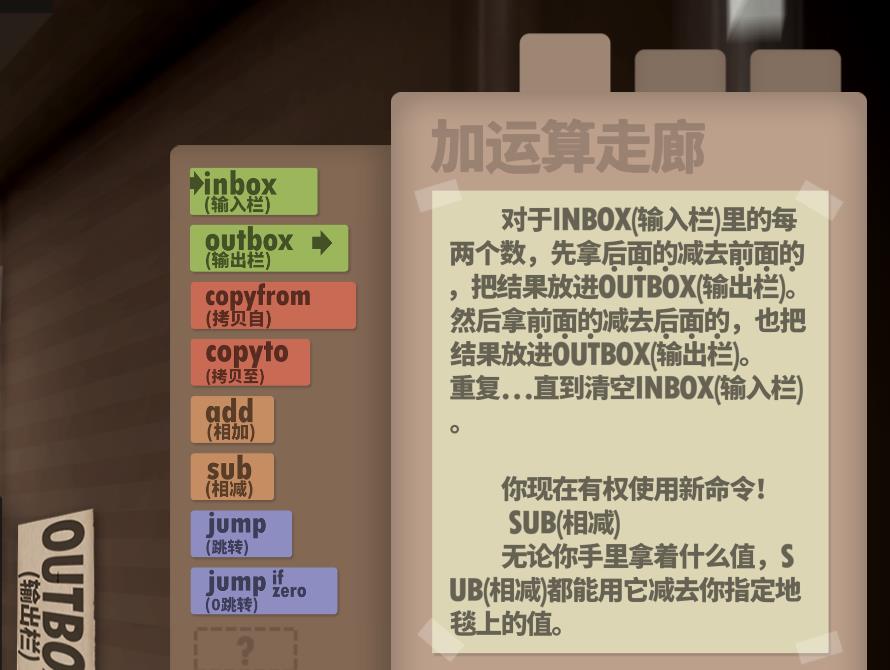 加运算走廊
inbox
(输入栏)
outbox
(输出栏)
copyfrom
(拷贝自)
copyto
(拷贝至)
add
(相加)
sub
(相减)
jump
(跳转)
jump if zero
(0跳转)
?
对于INBOX(输入栏)里的每
两个数，先拿后面的减去前面的
，把结果放进OUTBOX(输出栏)。
然后拿前面的减去后面的，也把
结果放进OUTBOX(输出栏)。
重复...直到清空INBOX(输入栏)
。
你现在有权使用新命令!
SUB(相减)
无论你手里拿着什么值，S
UB(相减)都能用它减去你指定地
毯上的值。
OUTBO
(输出栏)